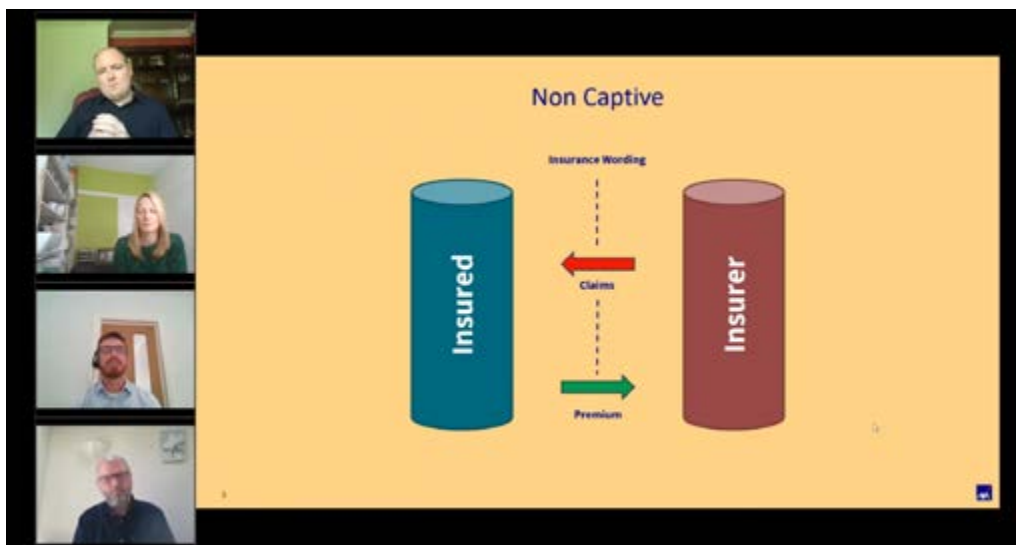 Non Captive
Insurance Wording
Insured
Claims
Insurer
Premium